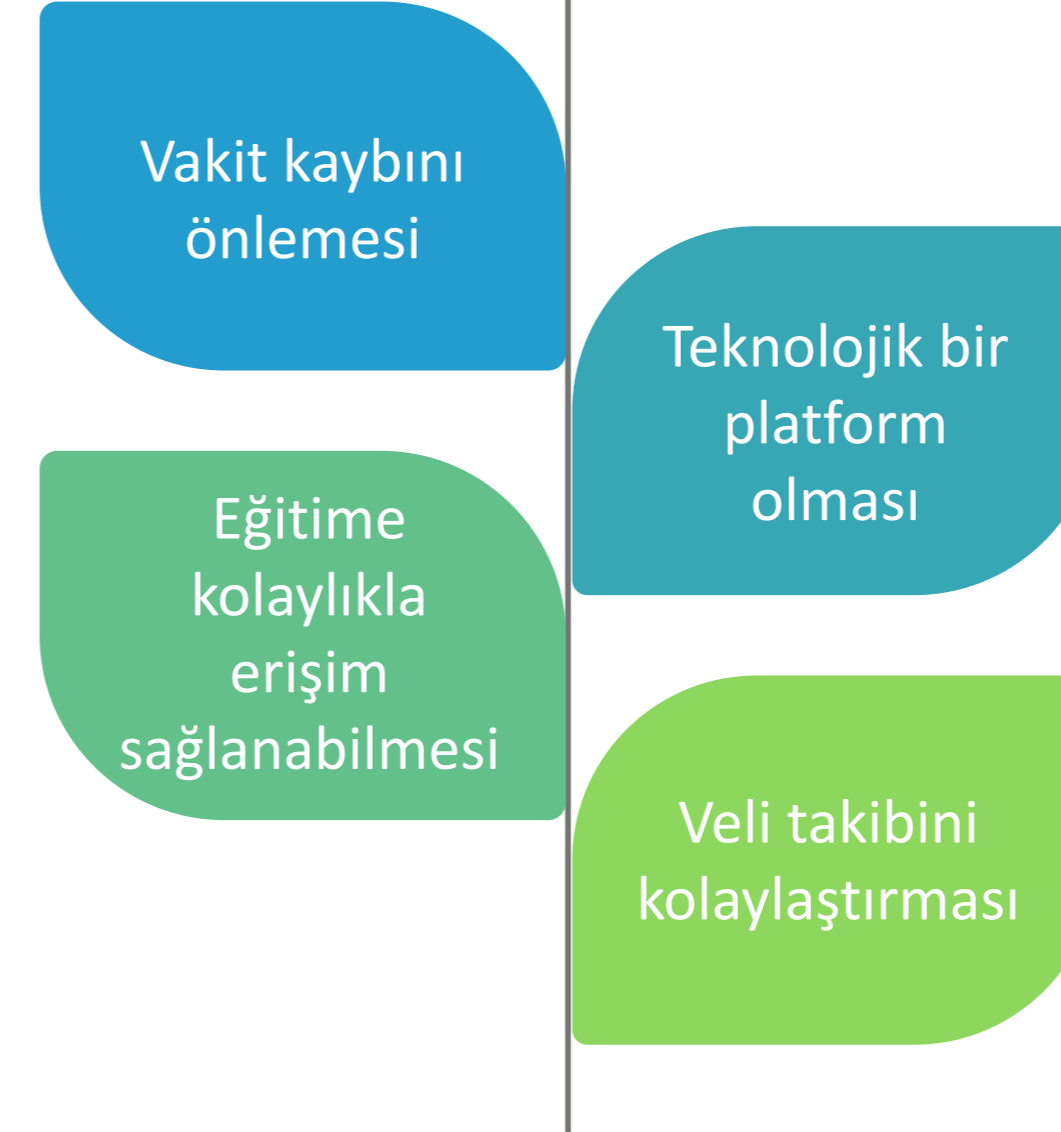 Vakit kaybını
önlemesi
Teknolojik bir
platform
olması
Eğitime
kolaylıkla
erişim
sağlanabilmesi
Veli takibini
kolaylaştırması